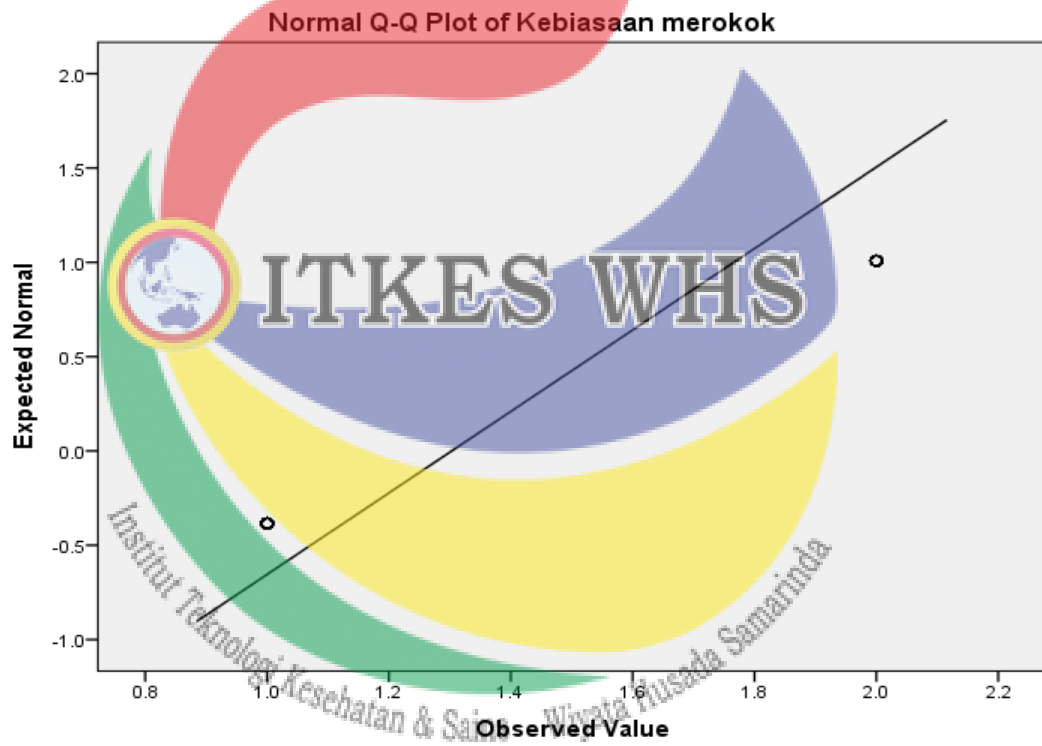 Normal Q-Q Plot of Kebiasaan merokok
2.0
1.5
1.0
0.5
0.0
-0.5
-1.0
Expected Normal
ITKES WHS
Institut Teknologi Kesehatan & Sains Wiyata Husada Samarinda
0.8 1.0 1.2 1.4 1.6 1.8 2.0 2.2
Observed Value